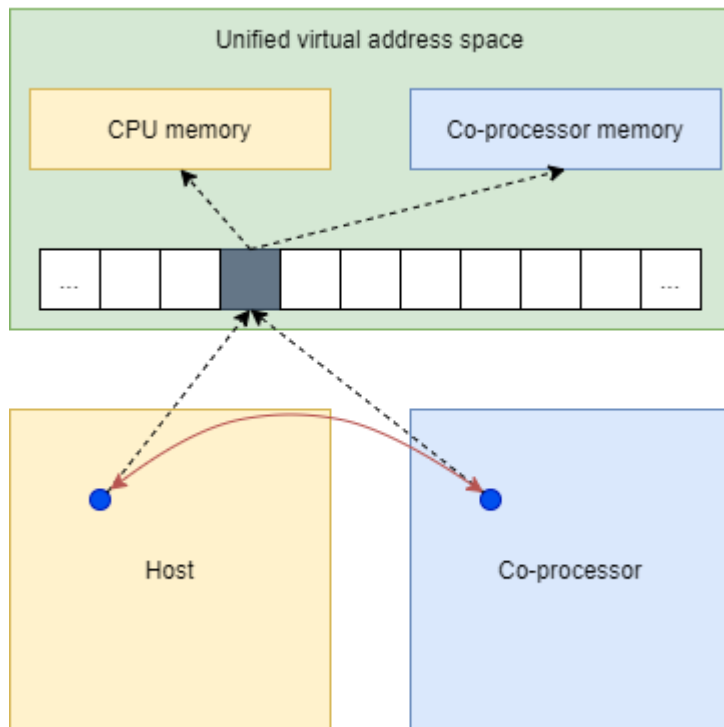 Unified virtual address space
CPU memory
Co-processor memory
...
...
Host
Co-processor